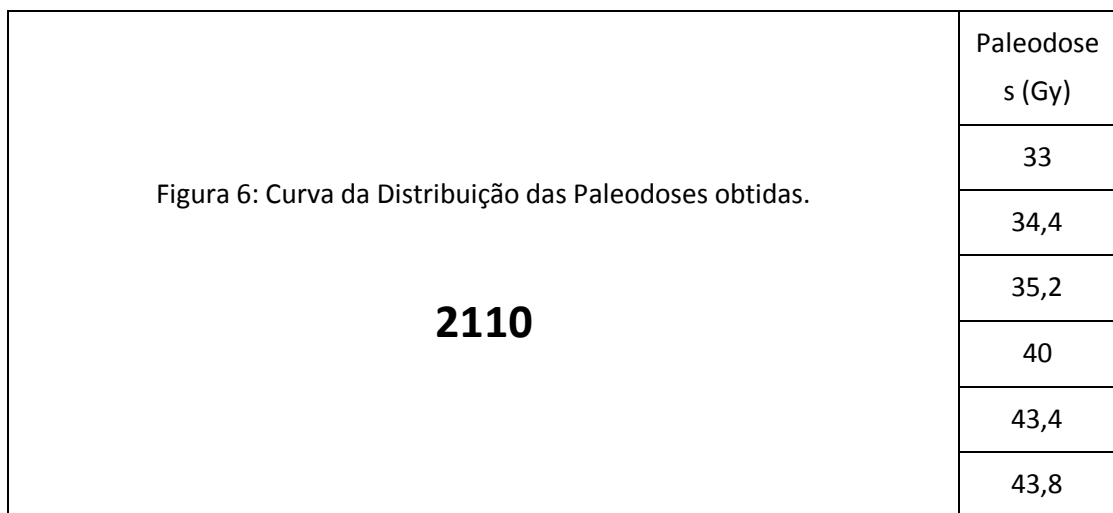 Figura 6: Curva da Distribuição das Paleodoses obtidas.
2110
Paleodose
s (Gy)
33
34,4
35,2
40
43,4
43,8